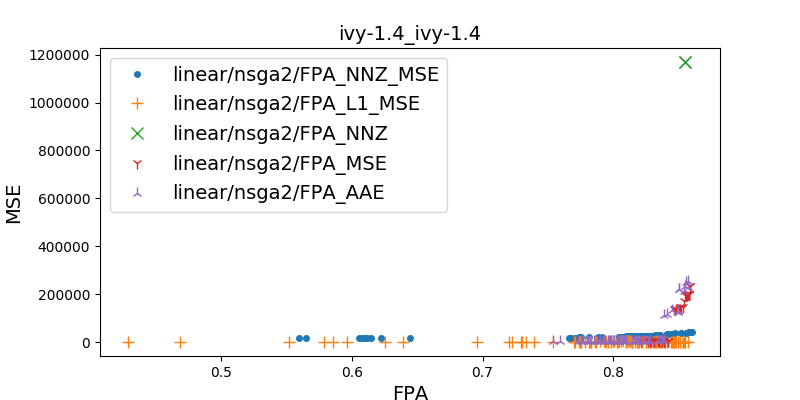 ivy-1.4_ivy-1.4
1200000
1000000
800000
600000
400000
200000
0
MSE
linear/nsga2/FPA_NNZ_MSE
linear/nsga2/FPA_L1_MSE
linear/nsga2/FPA_NNZ
linear/nsga2/FPA_MSE
linear/nsga2/FPA_AAE
0.5 0.6 0.7 0.8
FPA